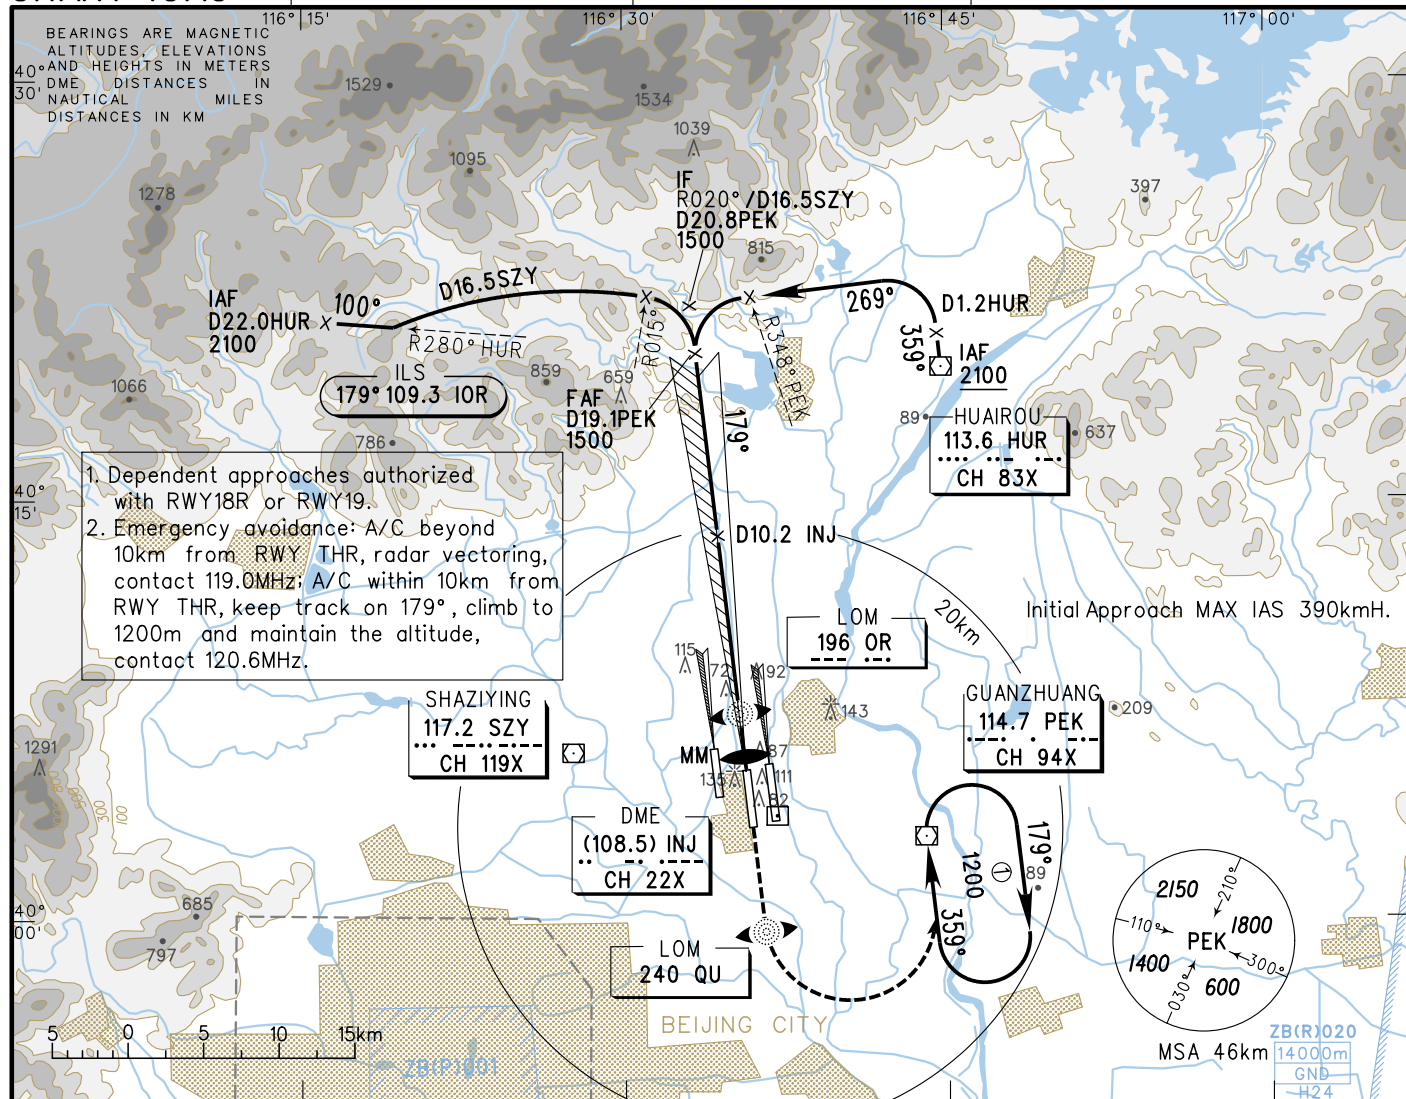 116°15'
116°30'
116°45'
117°00'
BEARINGS ARE MAGNETIC
ALTITUDES, ELEVATIONS
AND HEIGHTS IN METERS
DME DISTANCES IN
NAUTICAL MILES
DISTANCES IN KM
40°
30'
1529
1534
1039
1095
1278
397
IF
R020°/D16.5SZY
D20.8PEK
1500
815
IAF
D22.0HUR
2100
100°
D16.5SZY
R280°HUR
R015°
R348°PEK
269°
D1.2HUR
359°
IAF
2100
ILS
179° 109.3 IOR
1066
859
659
786
FAF
D19.1PEK
1500
179°
89
HUAIROU
113.6 HUR
CH 83X
637
40°
15'
1. Dependent approaches authorized
with RWY18R or RWY19.
2. Emergency avoidance: A/C beyond
10km from RWY THR, radar vectoring,
contact 119.0MHz; A/C within 10km from
RWY THR, keep track on 179°, climb to
1200m and maintain the altitude,
contact 120.6MHz.
D10.2 INJ
20km
Initial Approach MAX IAS 390kmH.
LOM
196 OR
115
72
92
143
SHAZIYING
117.2 SZY
CH 119X
GUANZHUANG
114.7 PEK
CH 94X
209
1291
300
100
MM
87
135
111
82
DME
(108.5) INJ
CH 22X
179°
1200
①
359°
89
685
797
40°
00'
LOM
240 QU
2150
210°
110°
1800
PEK
1400
300°
030°
600
MSA 46km
BEIJING CITY
5 0 5 10 15km
ZB(P)001
ZB(R)020
14000m
GND
H24